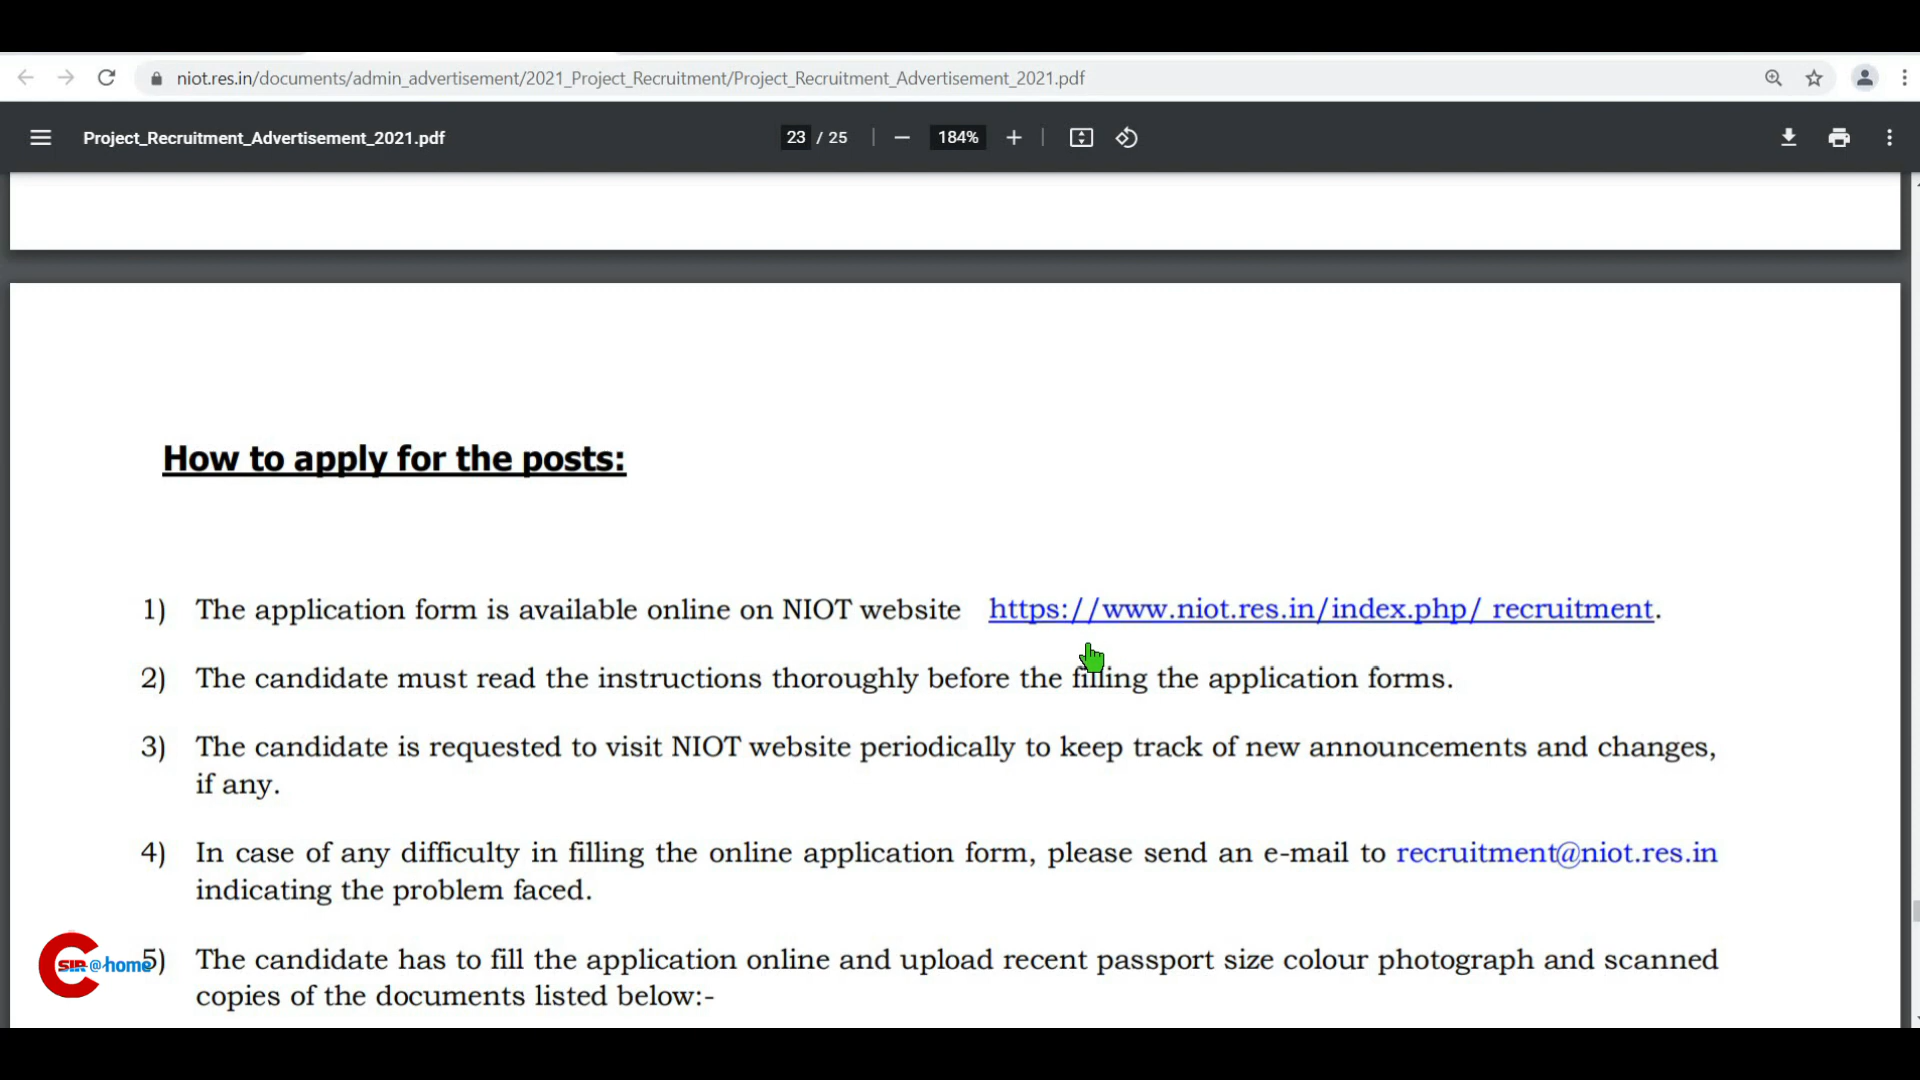 niot.res.in/documents/admin_advertisement/2021_Project_Recruitment/Project_Recruitment_Advertisement_2021.pdf
Project_Recruitment_Advertisement_2021.pdf 23 / 25 184%
How to apply for the posts:
1) The application form is available online on NIOT website https://www.niot.res.in/index.php/ recruitment.
2) The candidate must read the instructions thoroughly before the filling the application forms.
3) The candidate is requested to visit NIOT website periodically to keep track of new announcements and changes,
if any.
4) In case of any difficulty in filling the online application form, please send an e-mail to recruitment@niot.res.in
indicating the problem faced.
5) The candidate has to fill the application online and upload recent passport size colour photograph and scanned
copies of the documents listed below:-
CSIR@home